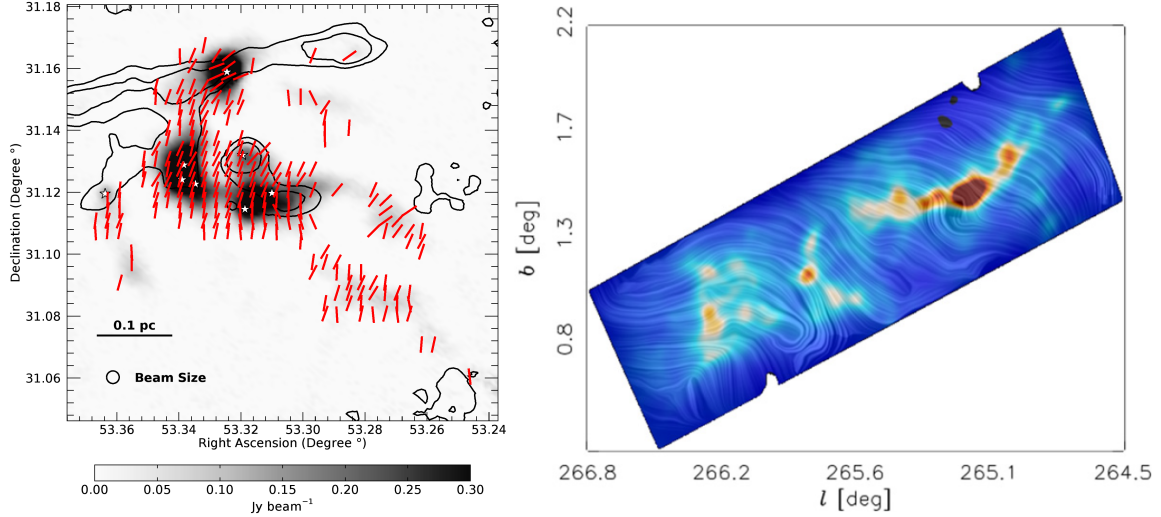 31.18
31.16
31.14
31.12
31.10
31.08
31.06
Declination (Degree °)
0.1 pc
Beam Size
53.36 53.34 53.32 53.30 53.28 53.26 53.24
Right Ascension (Degree °)
0.00 0.05 0.10 0.15 0.20 0.25 0.30
Jy beam⁻¹
2.2
1.7
1.3
0.8
b [deg]
266.8 266.2 265.6 265.1 264.5
l [deg]